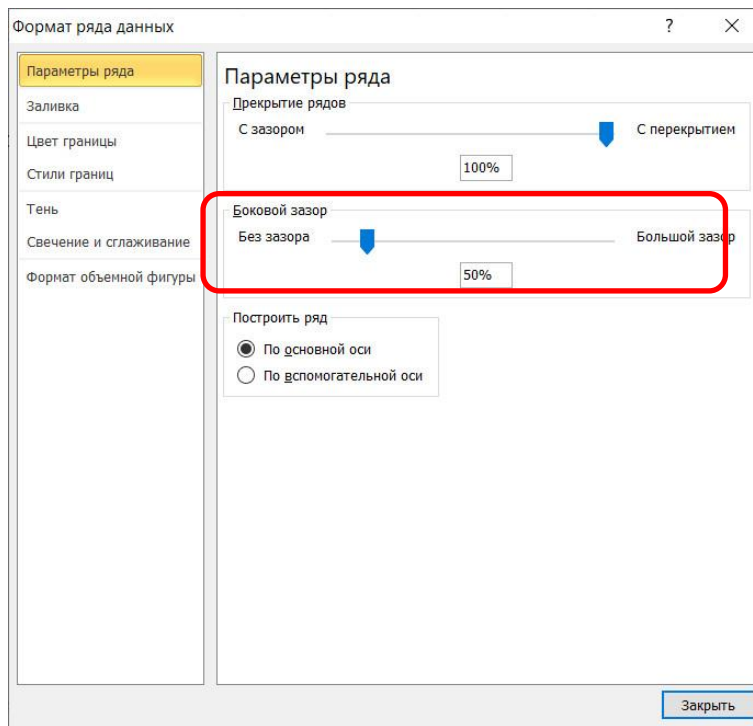 Формат ряда данных
?
Параметры ряда
Заливка
Цвет границы
Стили границ
Тень
Свечение и сглаживание
Формат объемной фигуры
Параметры ряда
Прекрытие рядов
С зазором
С перекрытием
100%
Боковой зазор
Без зазора
Большой зазор
50%
Построить ряд
По основной оси
По вспомогательной оси
Закрыть